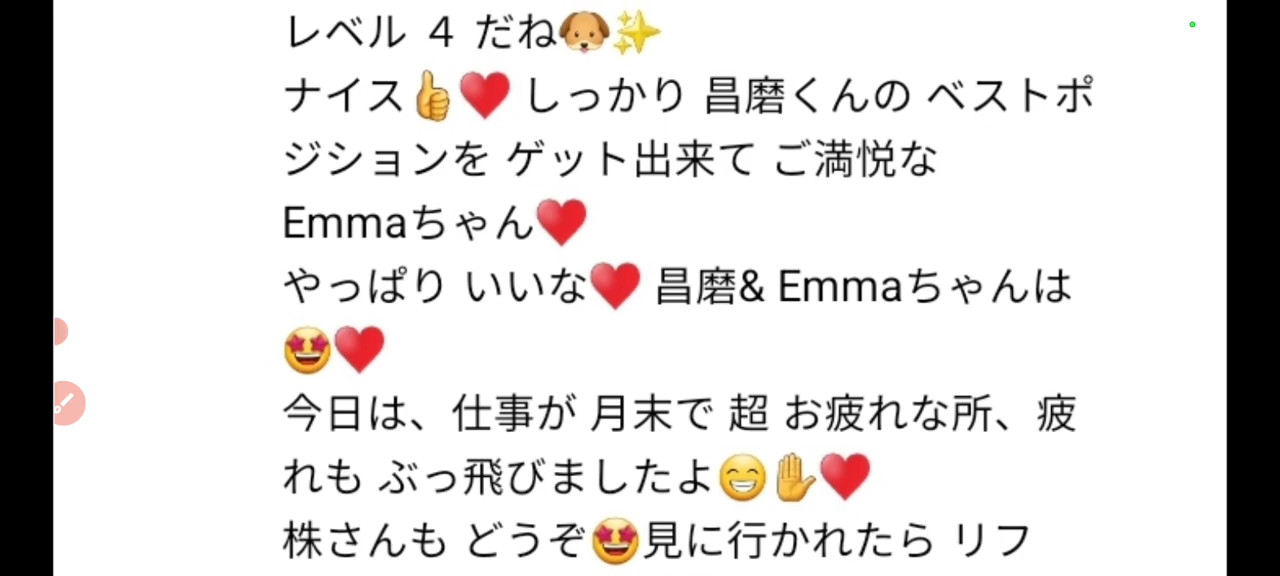 レベル ４ だね🐶✨
ナイス👍♥️ しっかり 昌磨くんの ベストポ
ジションを ゲット出来て ご満悦な
Emmaちゃん♥️
やっぱり いいな♥️ 昌磨& Emmaちゃんは
🤩♥️
今日は、仕事が 月末で 超 お疲れな所、疲
れも ぶっ飛びましたよ😁✋♥️
株さんも どうぞ🤩見に行かれたら リフ